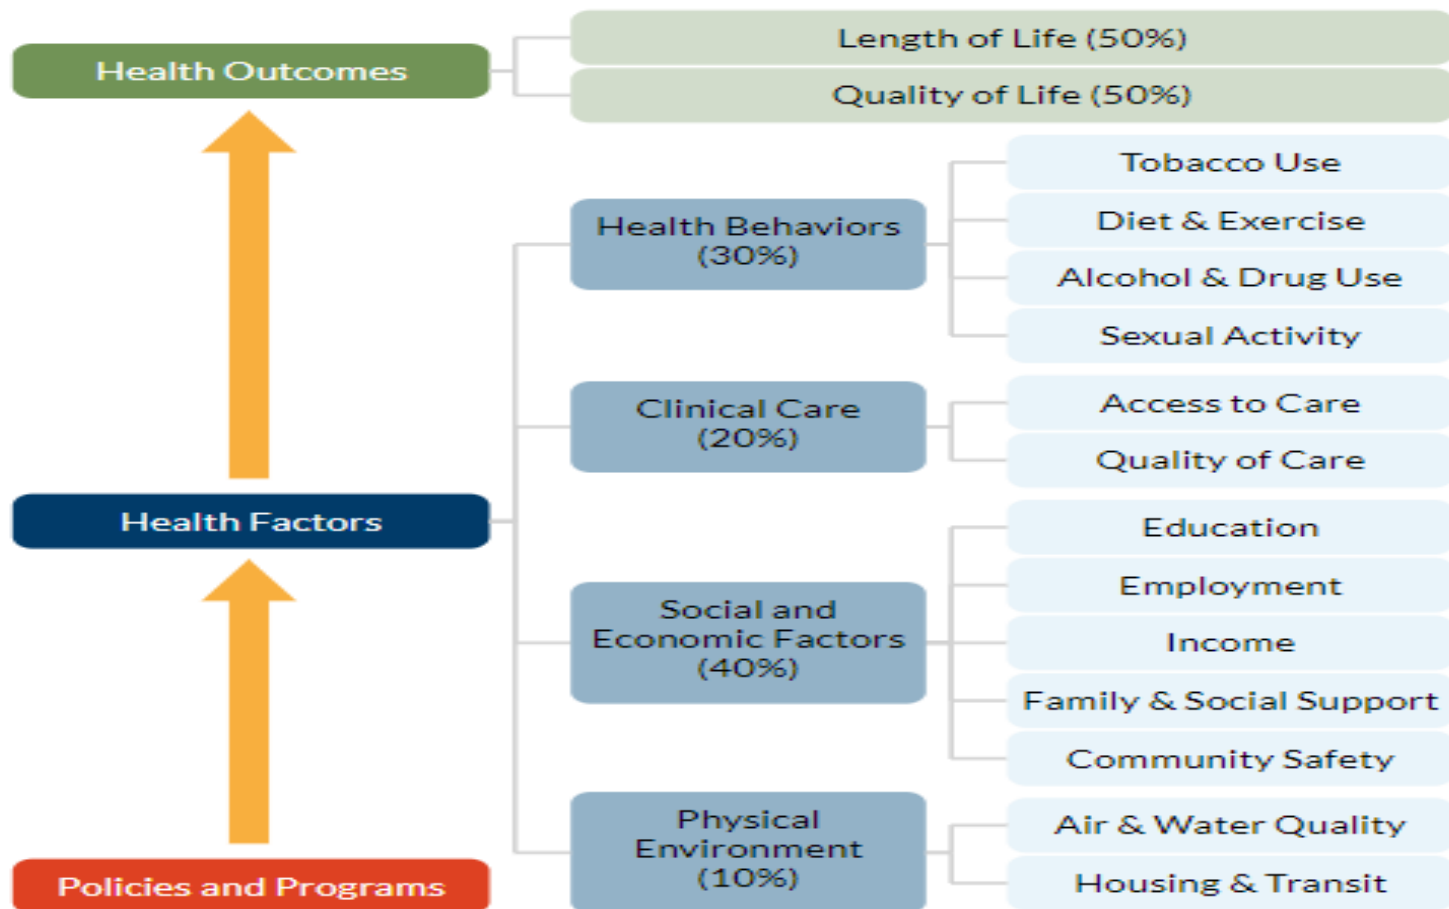 Health Outcomes
Length of Life (50%)
Quality of Life (50%)
Health Factors
Health Behaviors
(30%)
Tobacco Use
Diet & Exercise
Alcohol & Drug Use
Sexual Activity
Clinical Care
(20%)
Access to Care
Quality of Care
Social and
Economic Factors
(40%)
Education
Employment
Income
Family & Social Support
Community Safety
Physical
Environment
(10%)
Air & Water Quality
Housing & Transit
Policies and Programs